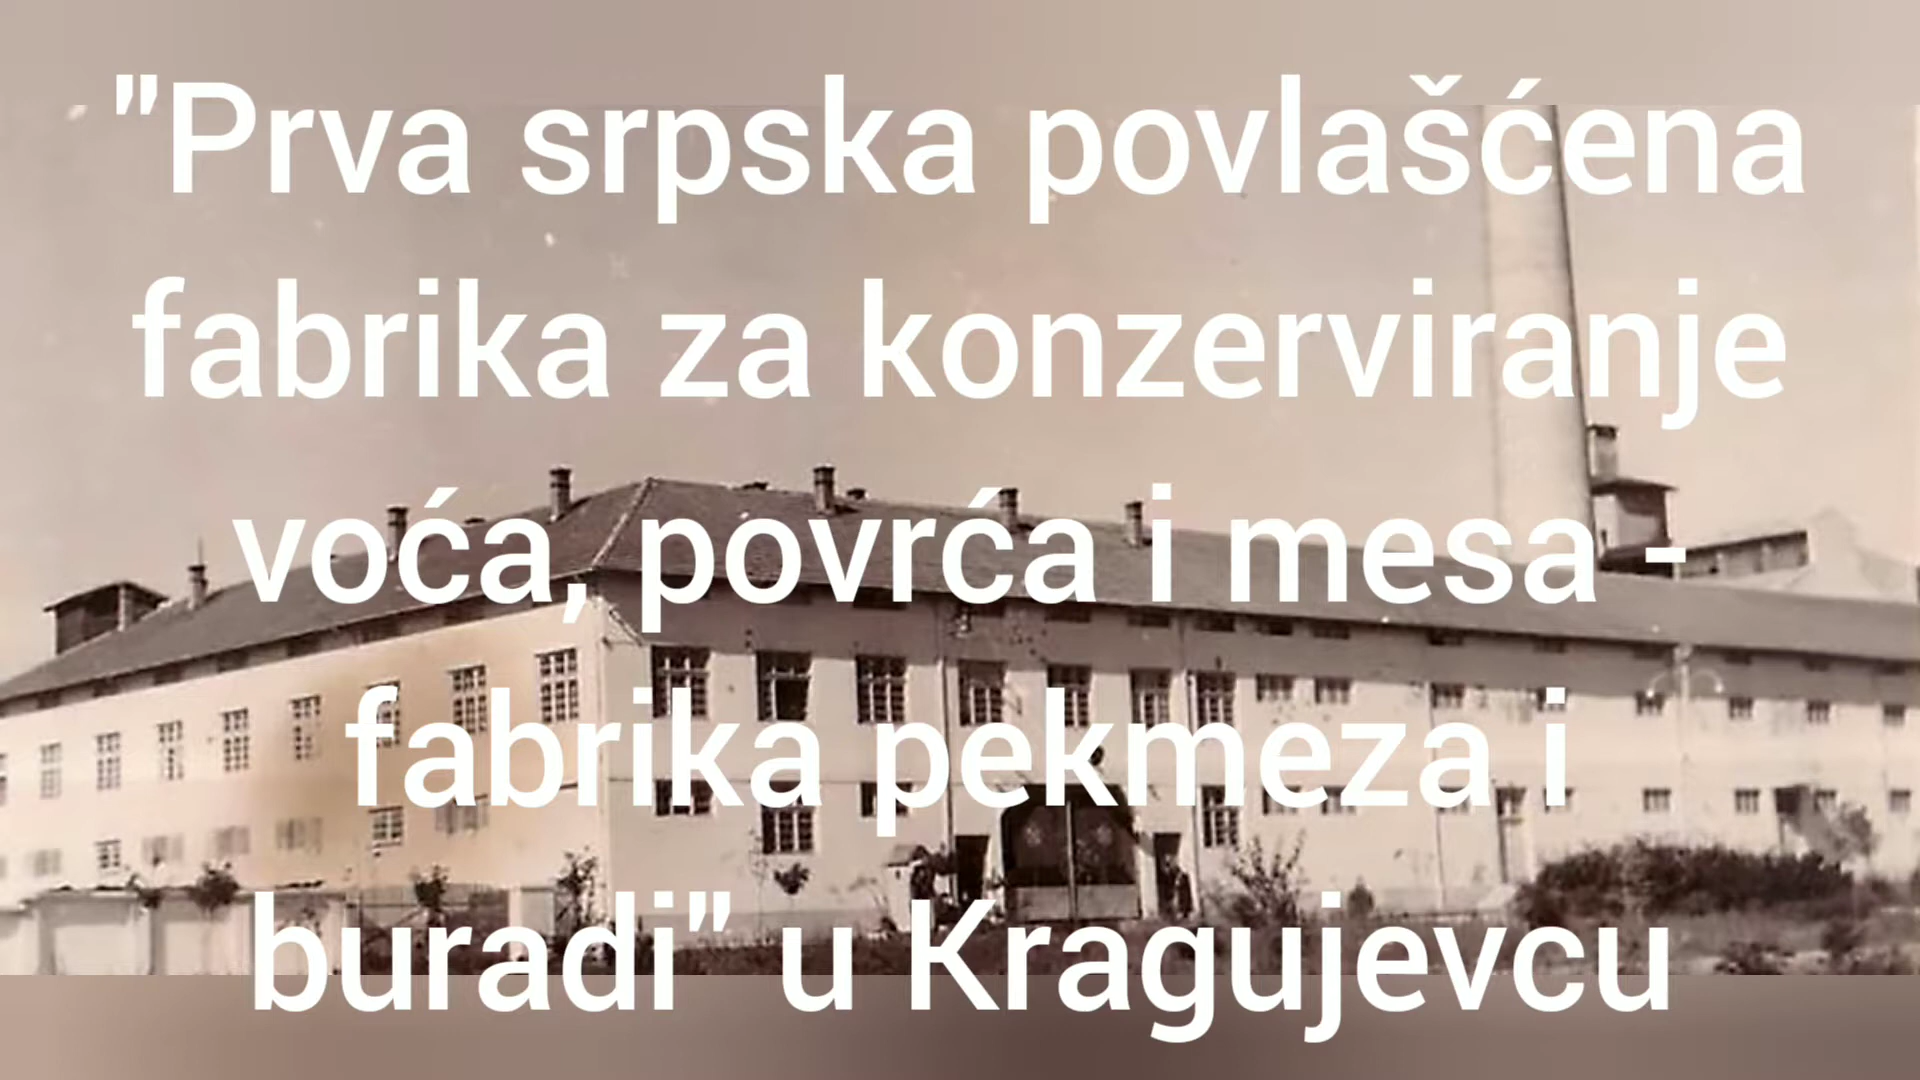 "Prva srpska povlašćena
fabrika za konzerviranje
voća, povrća i mesa -
fabrika pekmeza i
buradi" u Kragujevcu